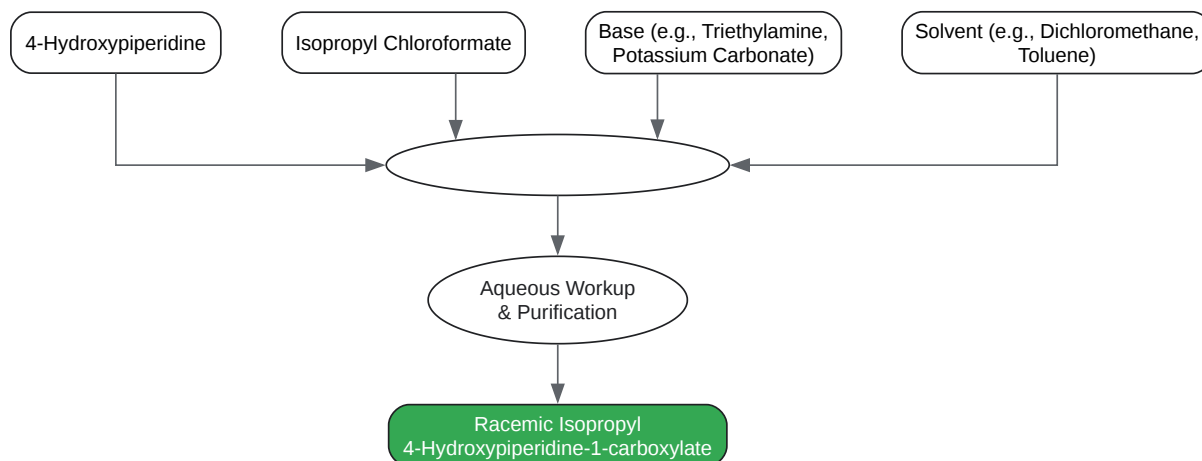 4-Hydroxypiperidine
Isopropyl Chloroformate
Base (e.g., Triethylamine,
Potassium Carbonate)
Solvent (e.g., Dichloromethane,
Toluene)
Aqueous Workup
& Purification
Racemic Isopropyl
4-Hydroxypiperidine-1-carboxylate